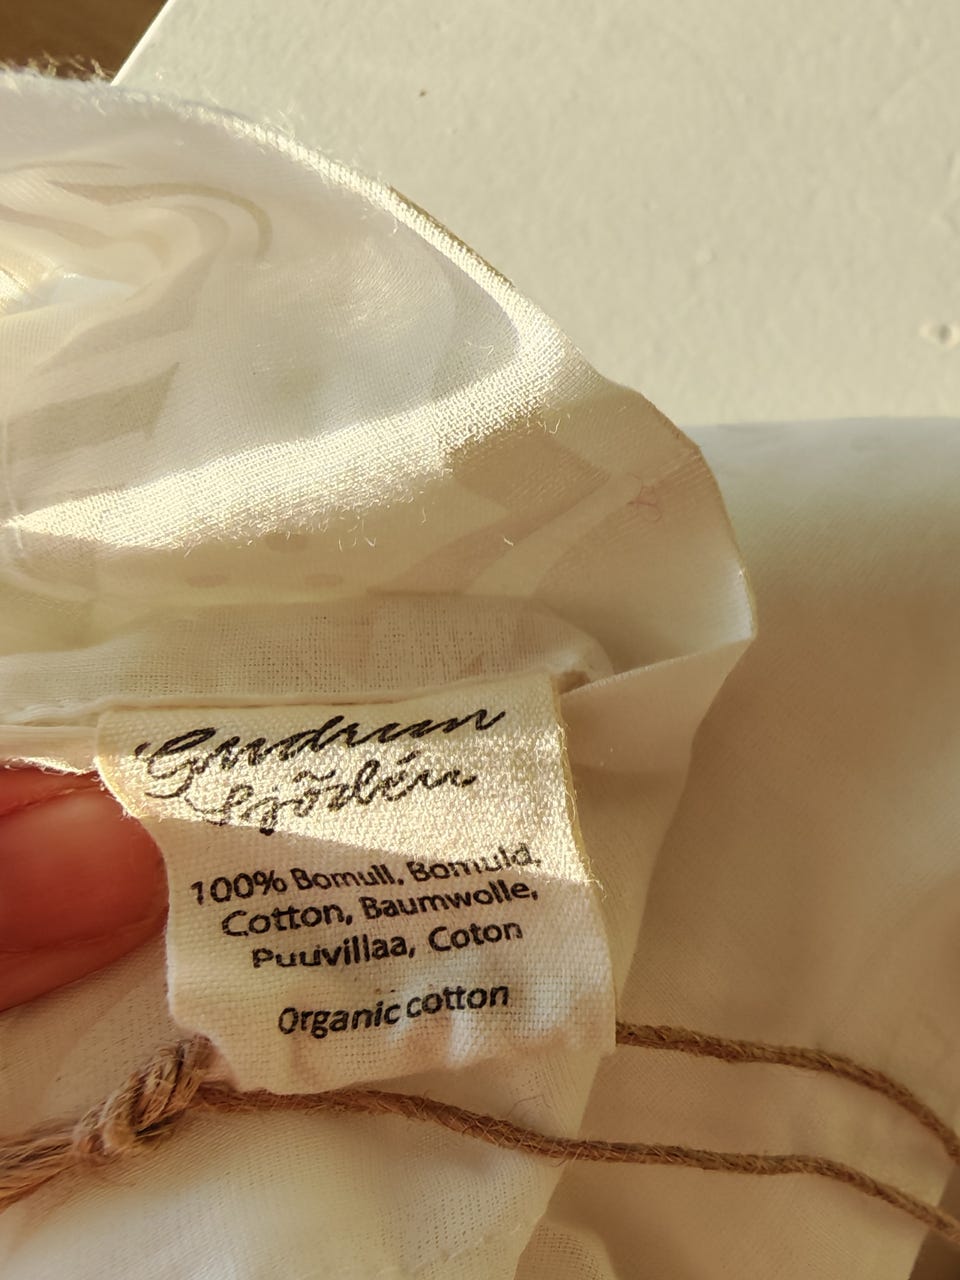 Gudrun
Sjödén
100% Bomull, Bomuld,
Cotton, Baumwolle,
Puuvillaa, Coton
Organic cotton